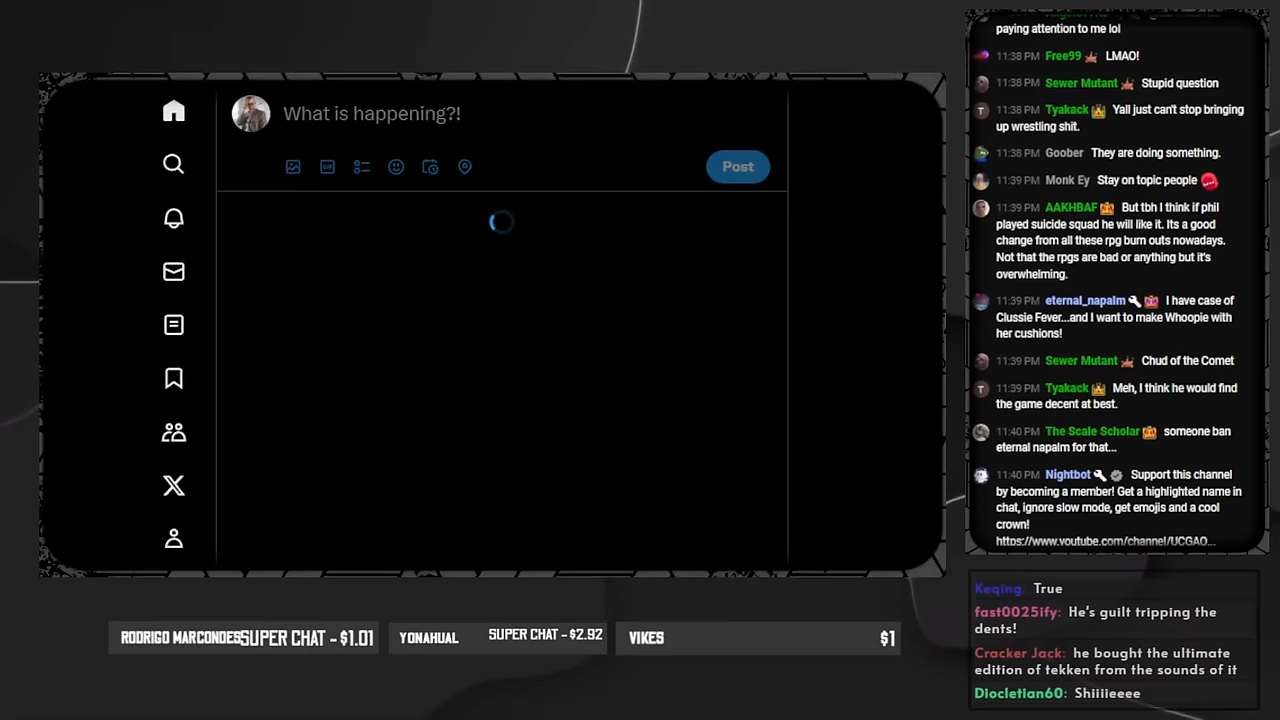 What is happening?!
GIF
Post
paying attention to me lol
11:38 PM Free99 LMAO!
11:38 PM Sewer Mutant Stupid question
T 11:38 PM Tyakack Yall just can't stop bringing
up wrestling shit.
Goober They are doing something.
11:39 PM Monk Ey Stay on topic people
11:39 PM AAKHBAF But tbh I think if phil
played suicide squad he will like it. Its a good
change from all these rpg burn outs nowadays.
Not that the rpgs are bad or anything but it's
overwhelming.
11:39 PM eternal_napalm I have case of
Clussie Fever...and I want to make Whoopie with
her cushions!
11:39 PM Sewer Mutant Chud of the Comet
T 11:39 PM Tyakack Meh, I think he would find
the game decent at best.
11:40 PM The Scale Scholar someone ban
eternal napalm for that...
11:40 PM Nightbot Support this channel
by becoming a member! Get a highlighted name in
chat, ignore slow mode, get emojis and a cool
crown!
https://www.youtube.com/channel/UCGAO...
Keqing: True
fast0025ify: He's guilt tripping the
dents!
Cracker Jack: he bought the ultimate
edition of tekken from the sounds of it
Diocletian60: Shiiieeee
RODRIGO MARCONDES SUPER CHAT - $1.01
YONAHUAL SUPER CHAT - $2.92
VIKES $1